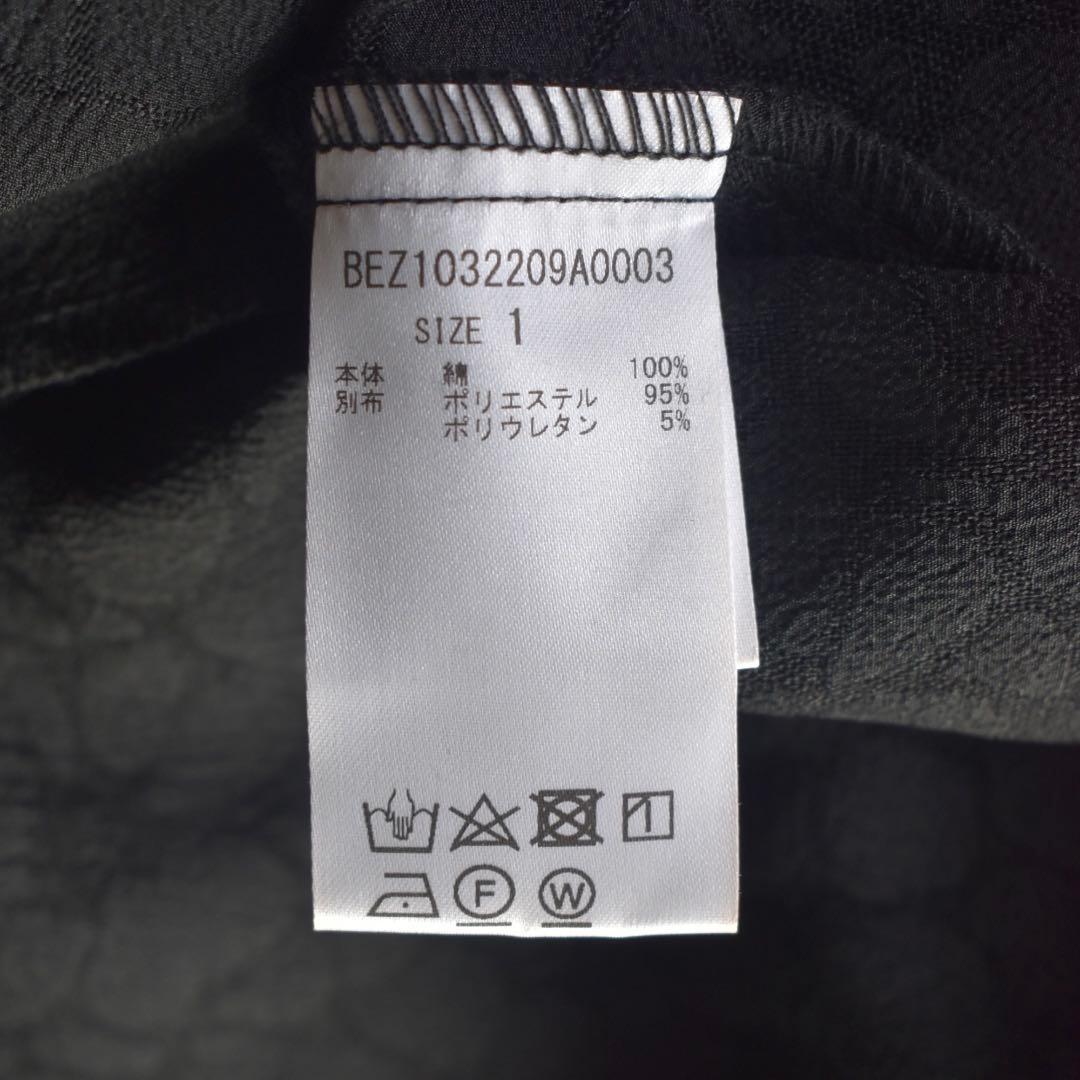 BEZ1032209A0003
SIZE 1
本体 綿 100%
別布 ポリエステル 95%
ポリウレタン 5%
F W